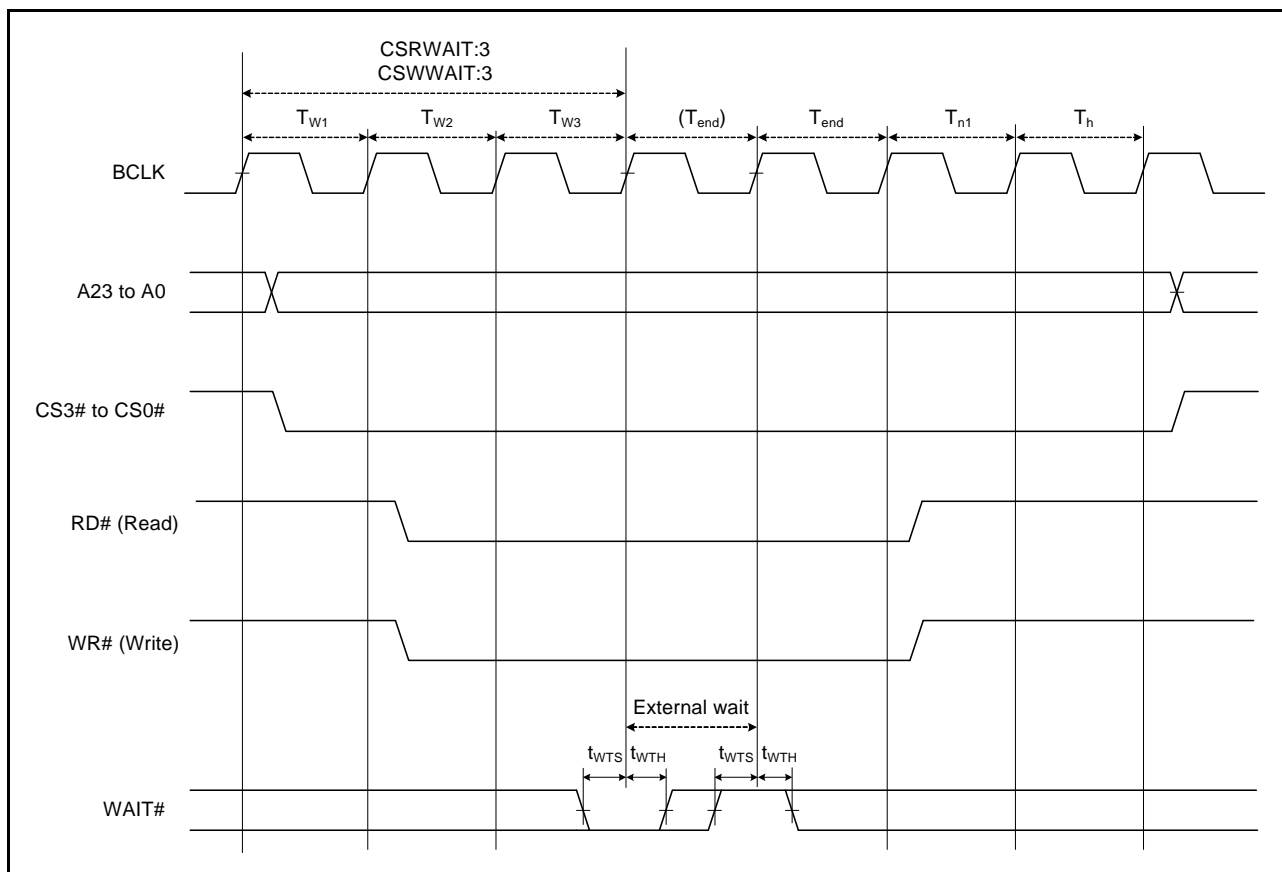 CSRWAIT:3
CSWWAIT:3
TW1 TW2 TW3 (Tend) Tend Tn1 Th
BCLK
A23 to A0
CS3# to CS0#
RD# (Read)
WR# (Write)
External wait
tWTS tWTH tWTS tWTH
WAIT#